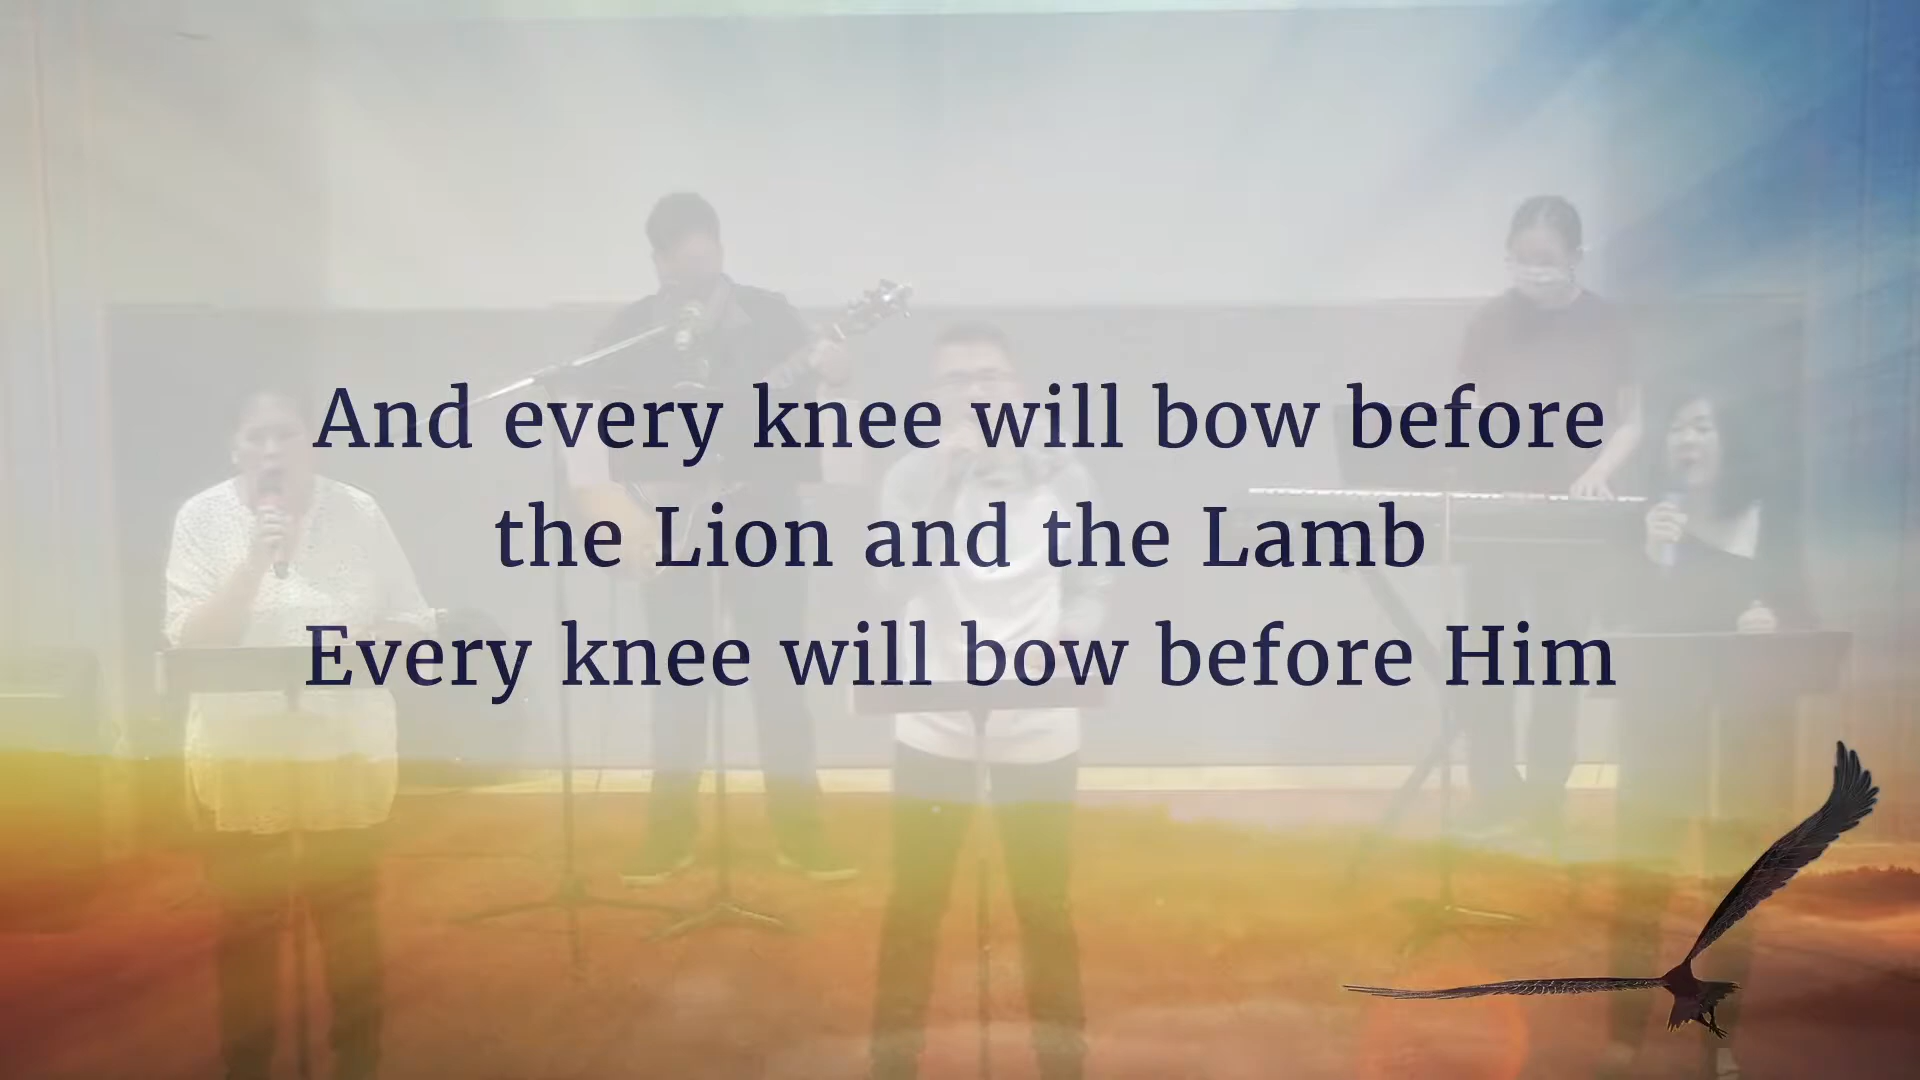 And every knee will bow before
the Lion and the Lamb
Every knee will bow before Him